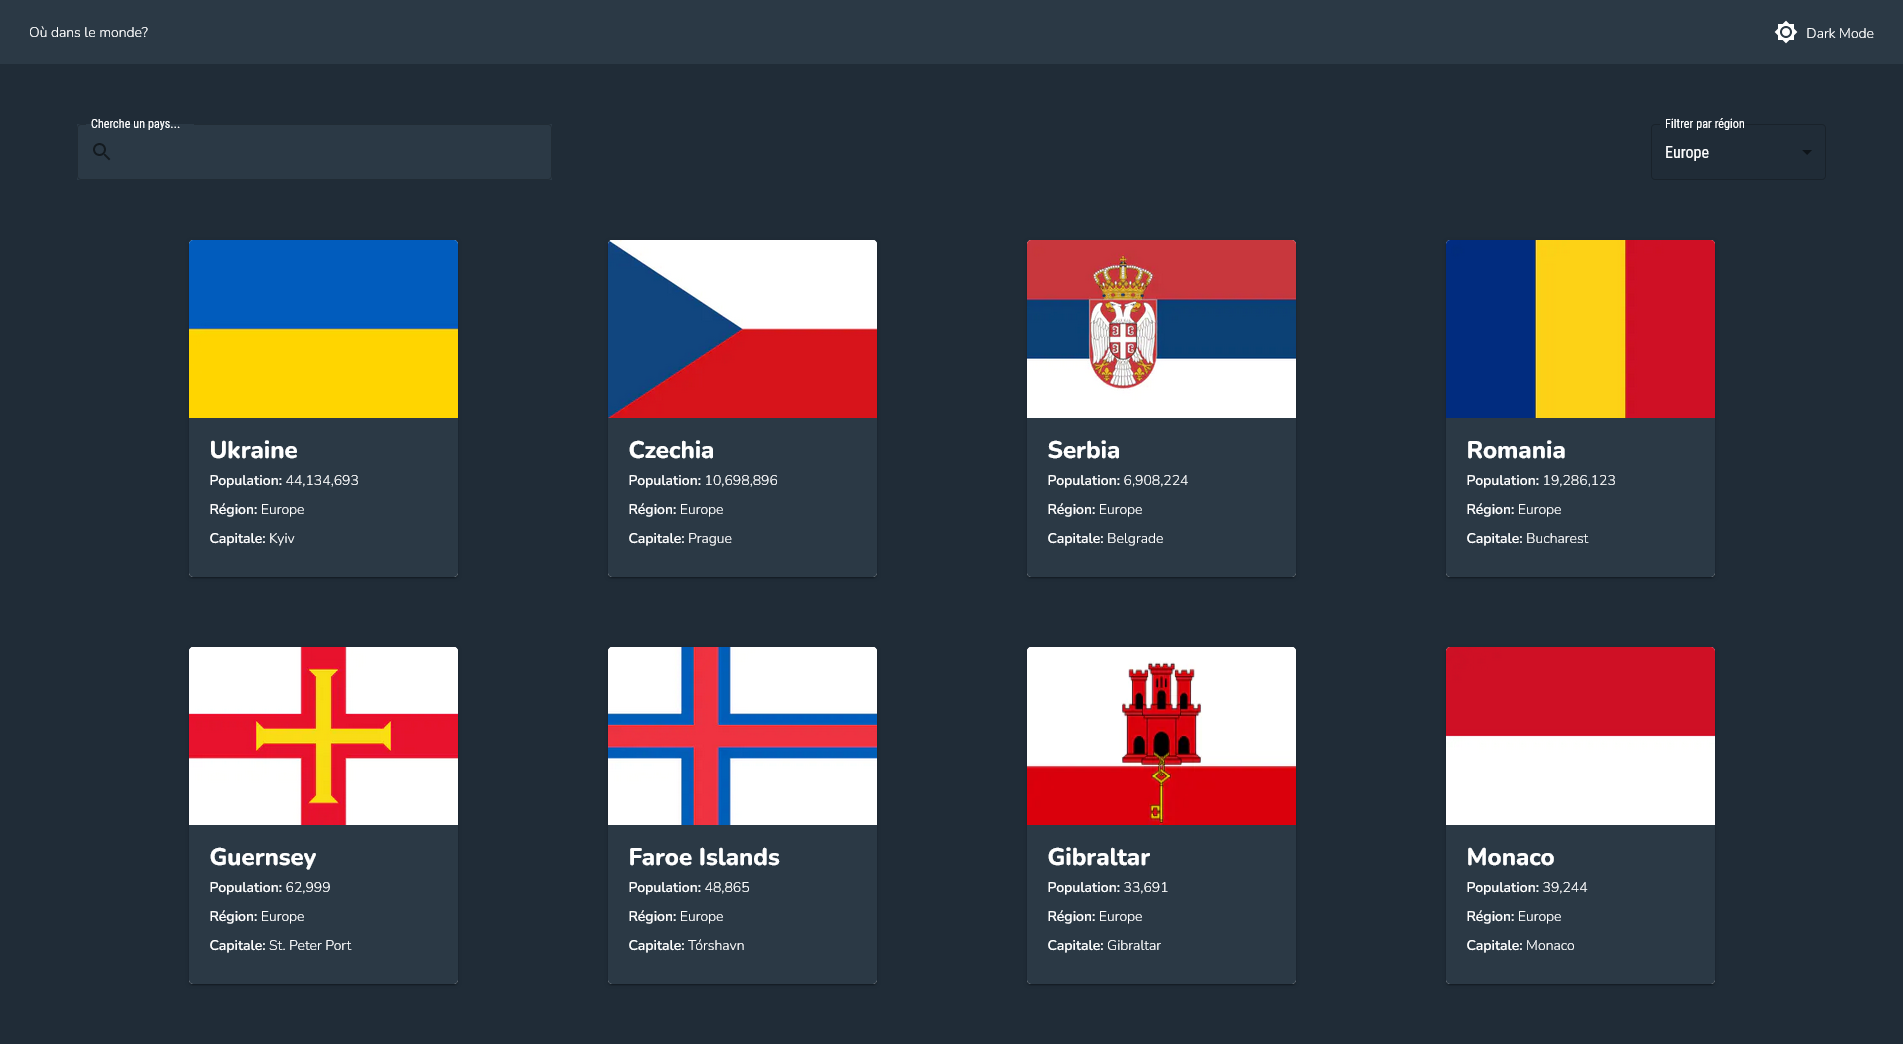 Où dans le monde?
Dark Mode
Cherche un pays...
Filtrer par région
Europe
Ukraine
Population: 44,134,693
Région: Europe
Capitale: Kyiv
Czechia
Population: 10,698,896
Région: Europe
Capitale: Prague
Serbia
Population: 6,908,224
Région: Europe
Capitale: Belgrade
Romania
Population: 19,286,123
Région: Europe
Capitale: Bucharest
Guernsey
Population: 62,999
Région: Europe
Capitale: St. Peter Port
Faroe Islands
Population: 48,865
Région: Europe
Capitale: Tórshavn
Gibraltar
Population: 33,691
Région: Europe
Capitale: Gibraltar
Monaco
Population: 39,244
Région: Europe
Capitale: Monaco